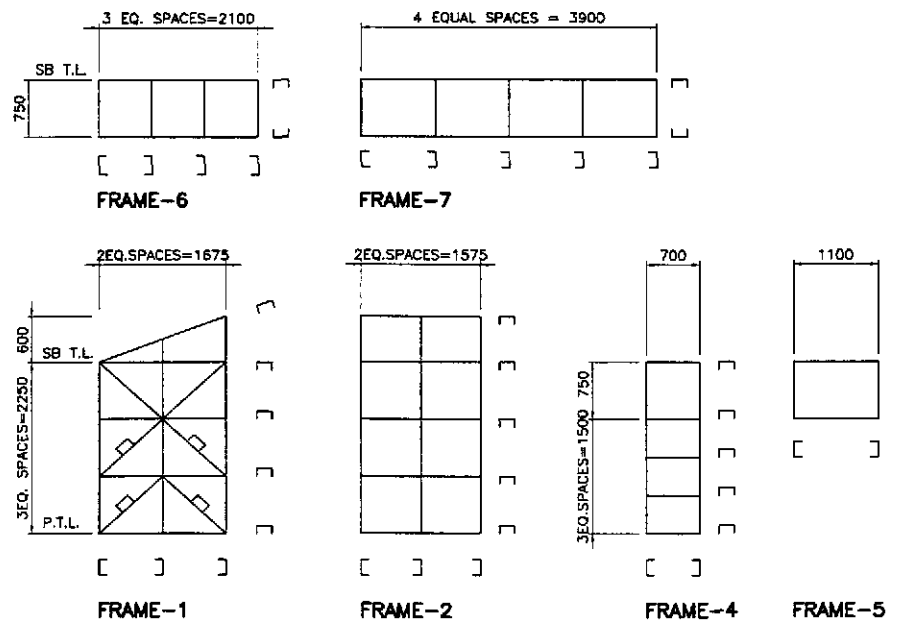 3 EQ. SPACES=2100
4 EQUAL SPACES = 3900
SB T.L.
750
FRAME-6
FRAME-7
2EQ.SPACES=1675
2EQ.SPACES=1575
700
1100
600
SB T.L.
3EQ. SPACES=2250
P.T.L.
750
3EQ.SPACES=1500
FRAME-1
FRAME-2
FRAME-4
FRAME-5